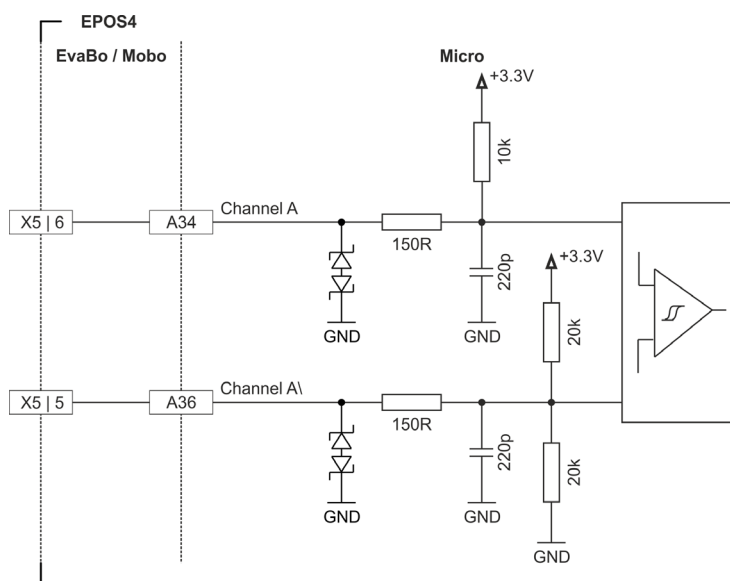 EPOS4
EvaBo / Mobo
Micro
+3.3V
10k
X5 | 6
A34
Channel A
150R
220p
+3.3V
GND
GND
20k
X5 | 5
A36
Channel A\
150R
220p
20k
GND
GND
GND